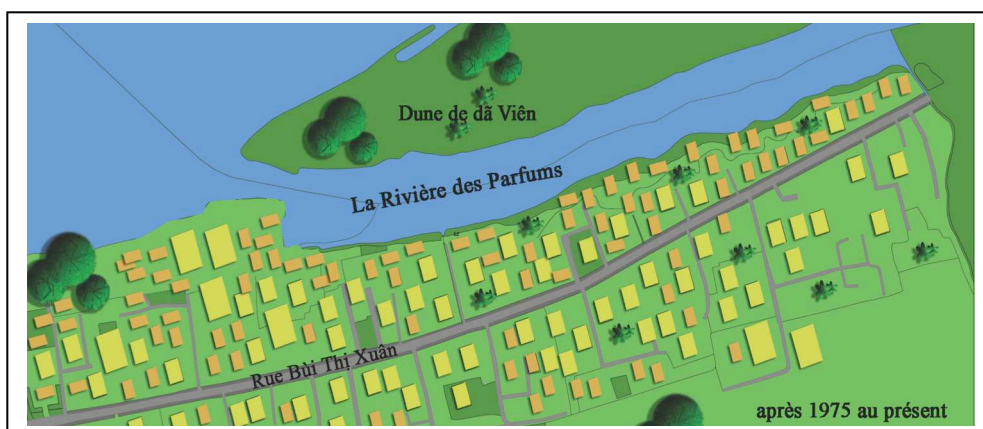 Dune de dã Viên
La Rivière des Parfums
Rue Bùi Thị Xuân
après 1975 au présent